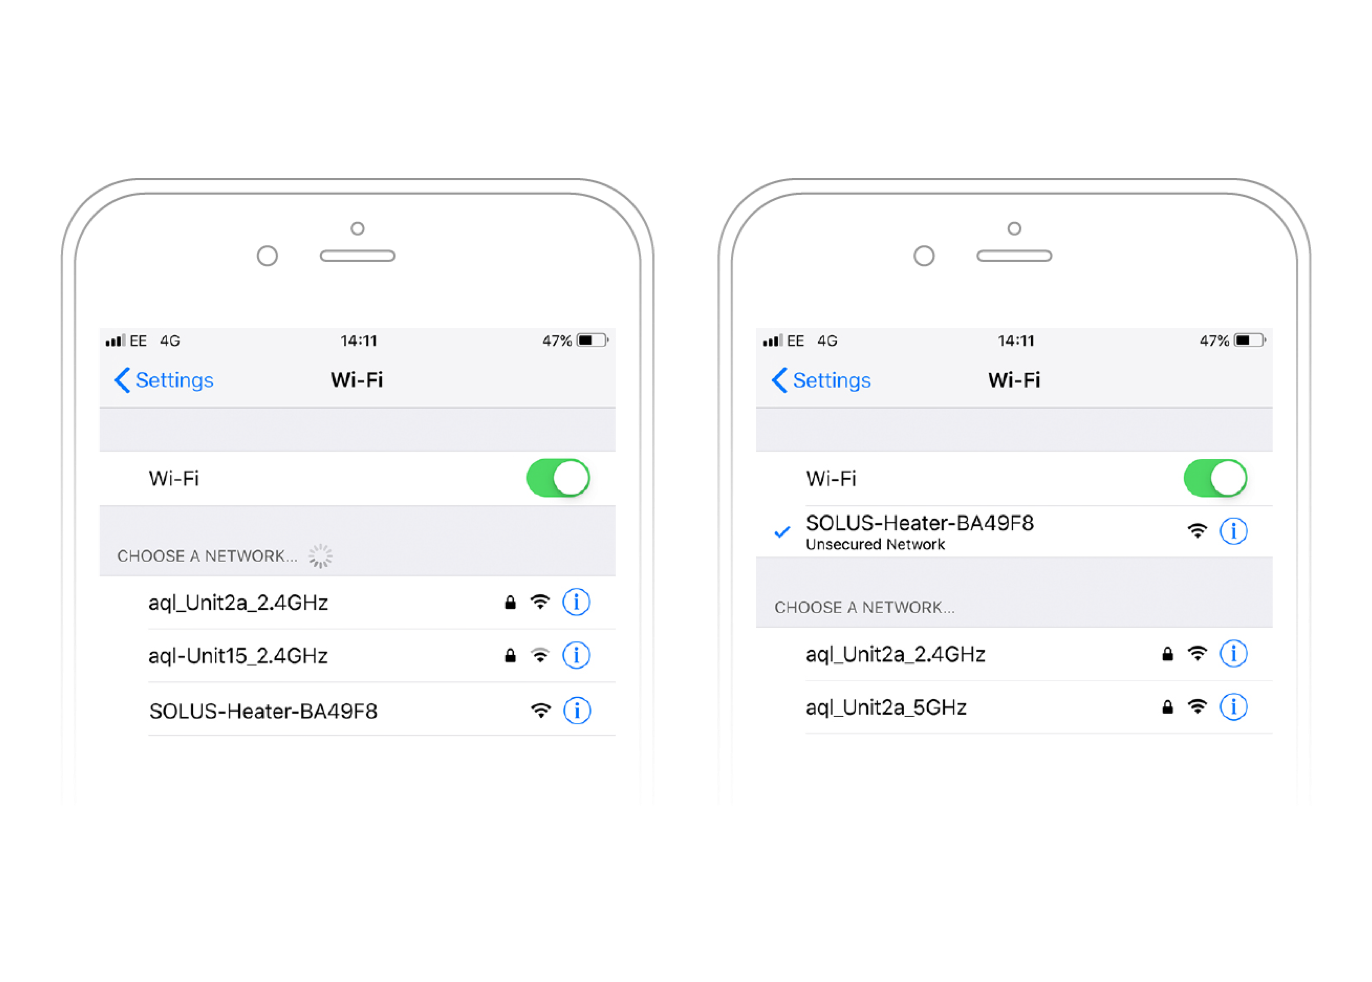 EE 4G 14:11 47%
Settings Wi-Fi
Wi-Fi
CHOOSE A NETWORK...
aql_Unit2a_2.4GHz
aql-Unit15_2.4GHz
SOLUS-Heater-BA49F8
EE 4G 14:11 47%
Settings Wi-Fi
Wi-Fi
SOLUS-Heater-BA49F8
Unsecured Network
CHOOSE A NETWORK...
aql_Unit2a_2.4GHz
aql_Unit2a_5GHz